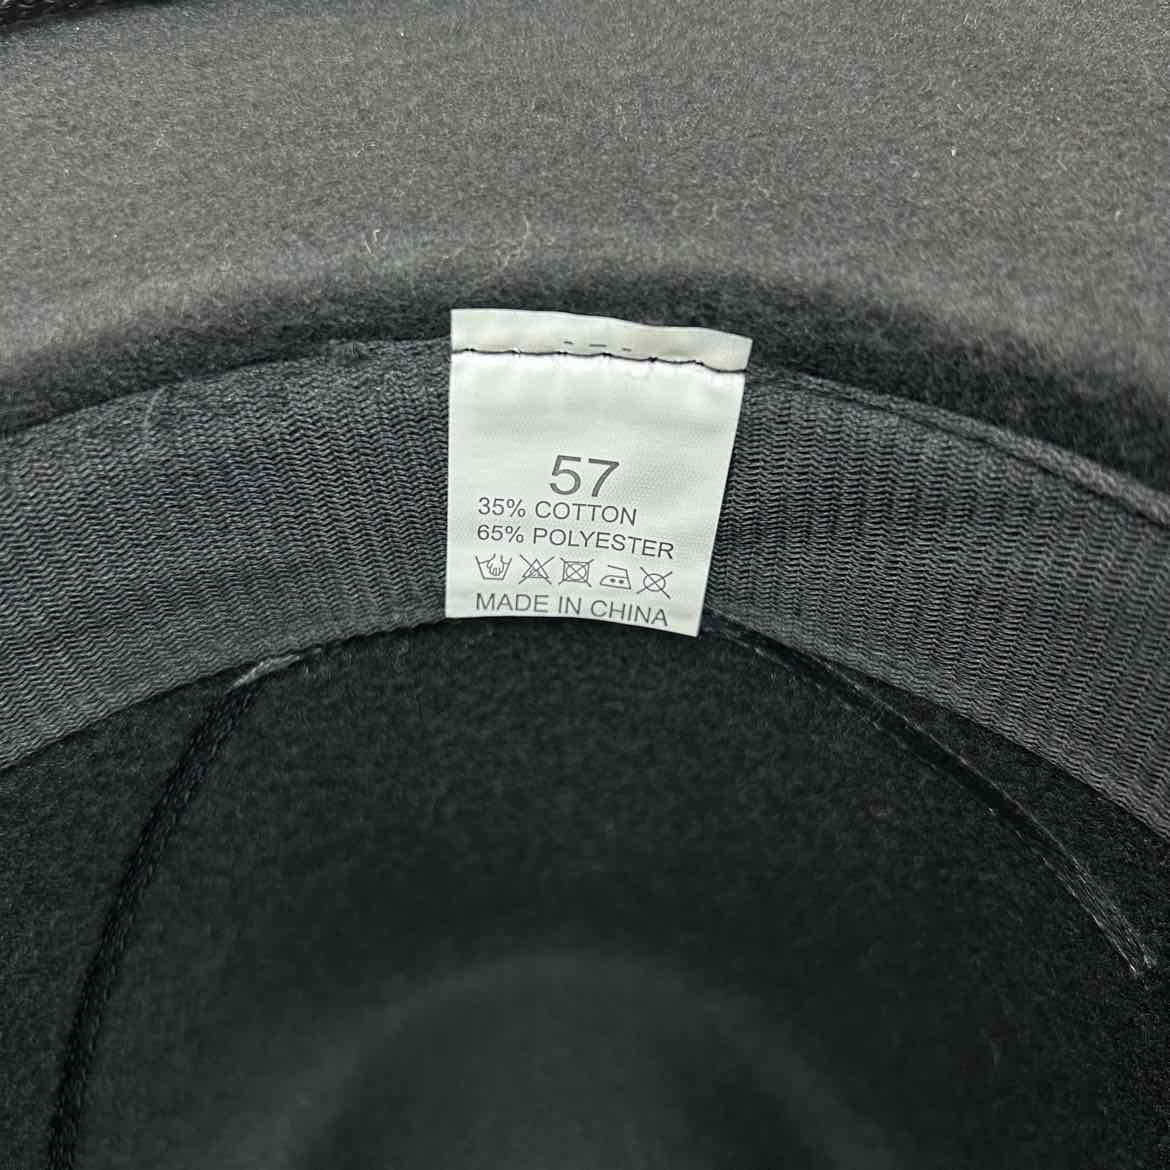 57
35% COTTON
65% POLYESTER
MADE IN CHINA